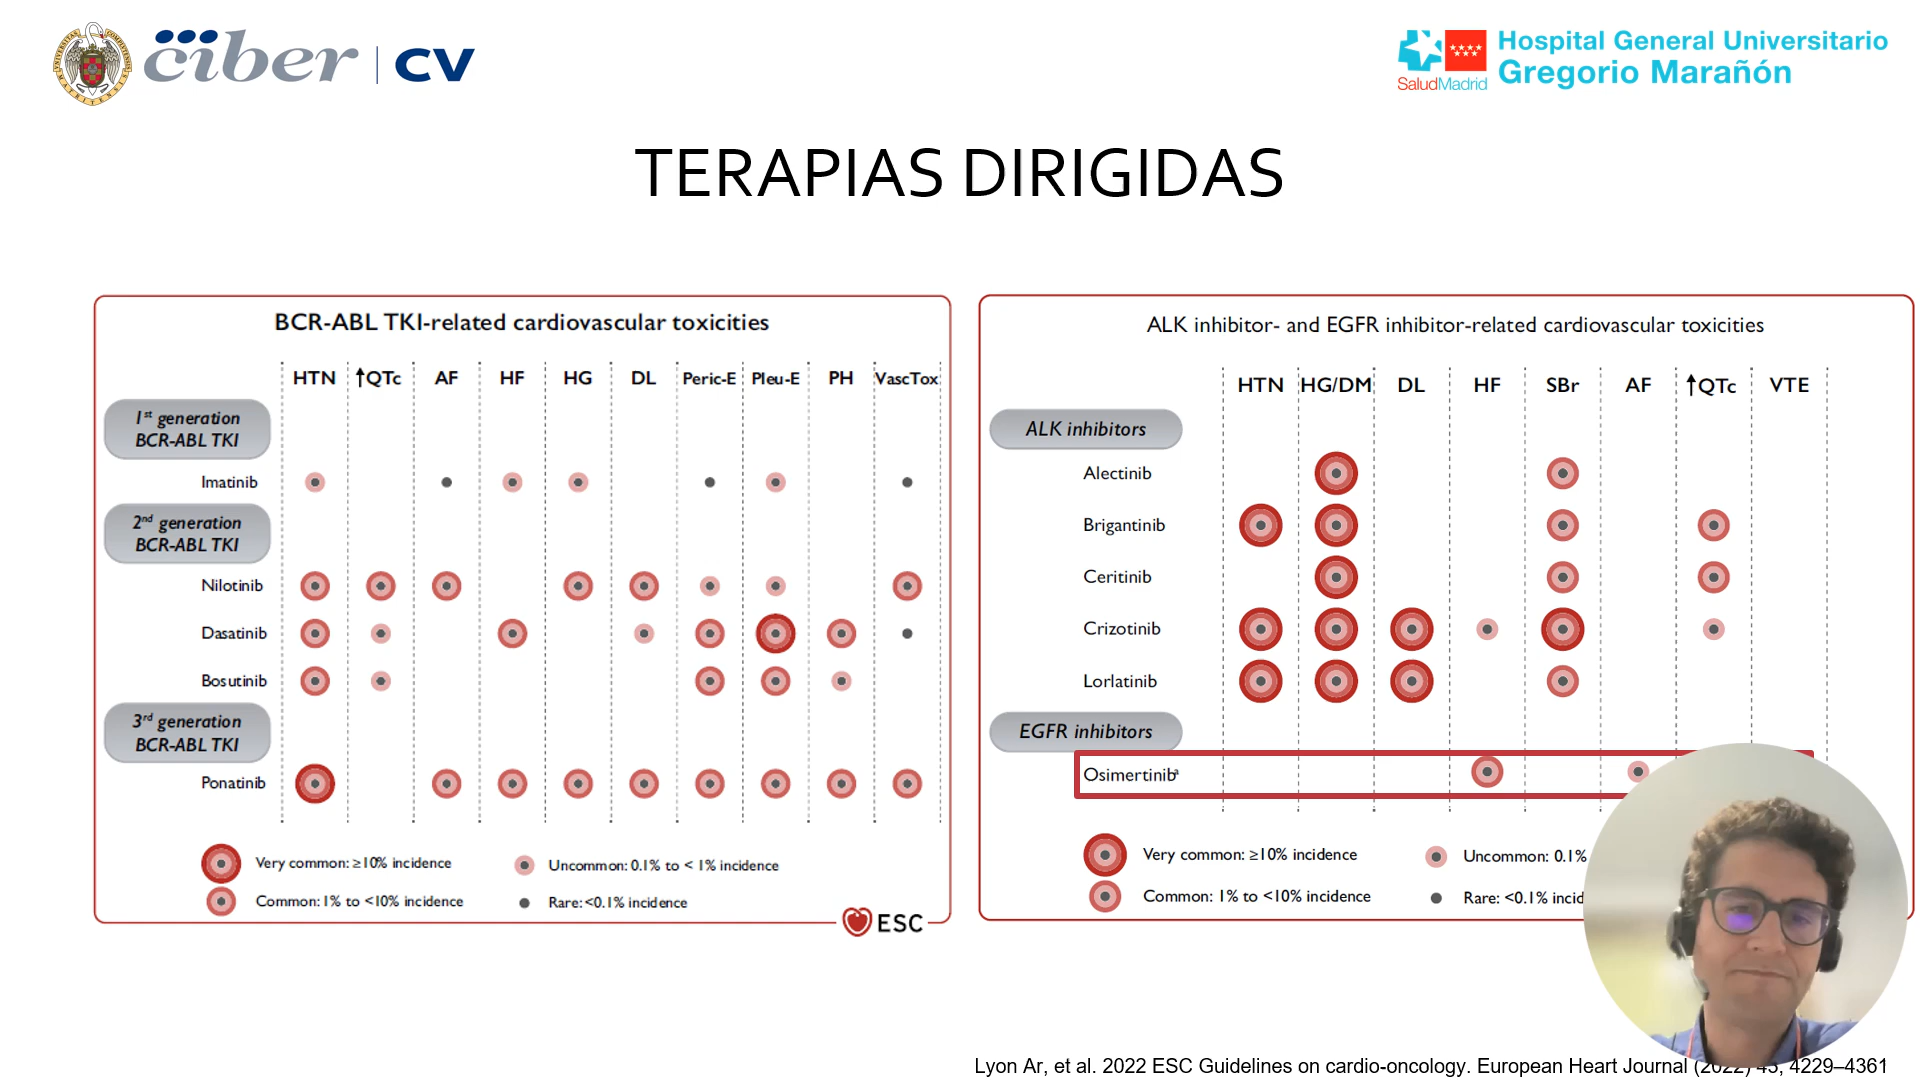 ciber | CV
SaludMadrid
Hospital General Universitario
Gregorio Marañón
TERAPIAS DIRIGIDAS
BCR-ABL TKI-related cardiovascular toxicities
HTN ↑QTc AF HF HG DL Peric-E Pleu-E PH VascTox
1st generation
BCR-ABL TKI
Imatinib
2nd generation
BCR-ABL TKI
Nilotinib
Dasatinib
Bosutinib
3rd generation
BCR-ABL TKI
Ponatinib
Very common: ≥10% incidence
Uncommon: 0.1% to < 1% incidence
Common: 1% to <10% incidence
Rare: <0.1% incidence
ESC
ALK inhibitor- and EGFR inhibitor-related cardiovascular toxicities
HTN HG/DM DL HF SBr AF ↑QTc VTE
ALK inhibitors
Alectinib
Brigantinib
Ceritinib
Crizotinib
Lorlatinib
EGFR inhibitors
Osimertinibª
Very common: ≥10% incidence
Uncommon: 0.1%
Common: 1% to <10% incidence
Rare: <0.1% incid
Lyon Ar, et al. 2022 ESC Guidelines on cardio-oncology. European Heart Journal (2022) 43, 4229–4361